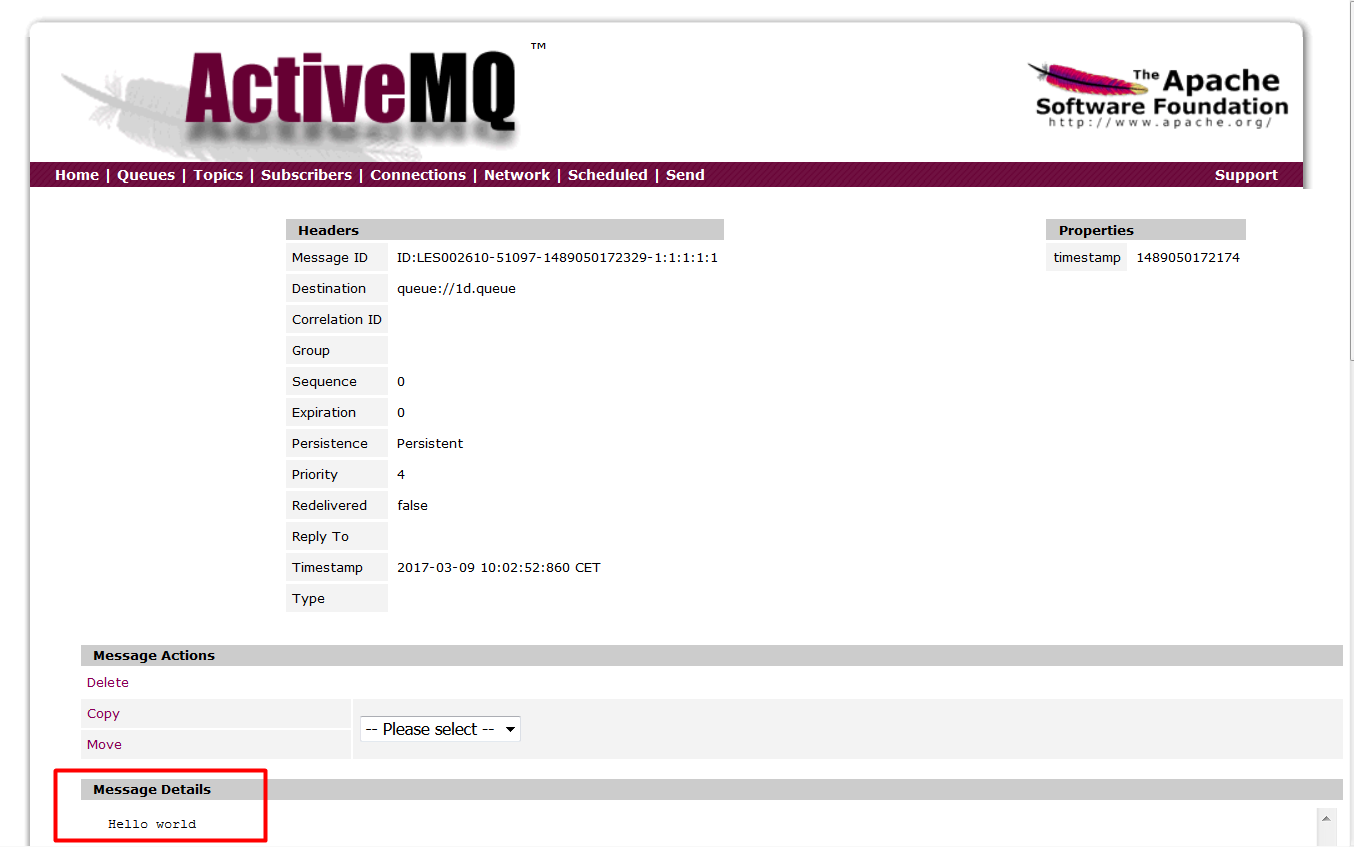 ActiveMQ ™
The Apache
Software Foundation
http://www.apache.org/
Home | Queues | Topics | Subscribers | Connections | Network | Scheduled | Send Support
Headers
Message ID ID:LES002610-51097-1489050172329-1:1:1:1:1
Destination queue://1d.queue
Correlation ID
Group
Sequence 0
Expiration 0
Persistence Persistent
Priority 4
Redelivered false
Reply To
Timestamp 2017-03-09 10:02:52:860 CET
Type
Properties
timestamp 1489050172174
Message Actions
Delete
Copy
-- Please select --
Move
Message Details
Hello world